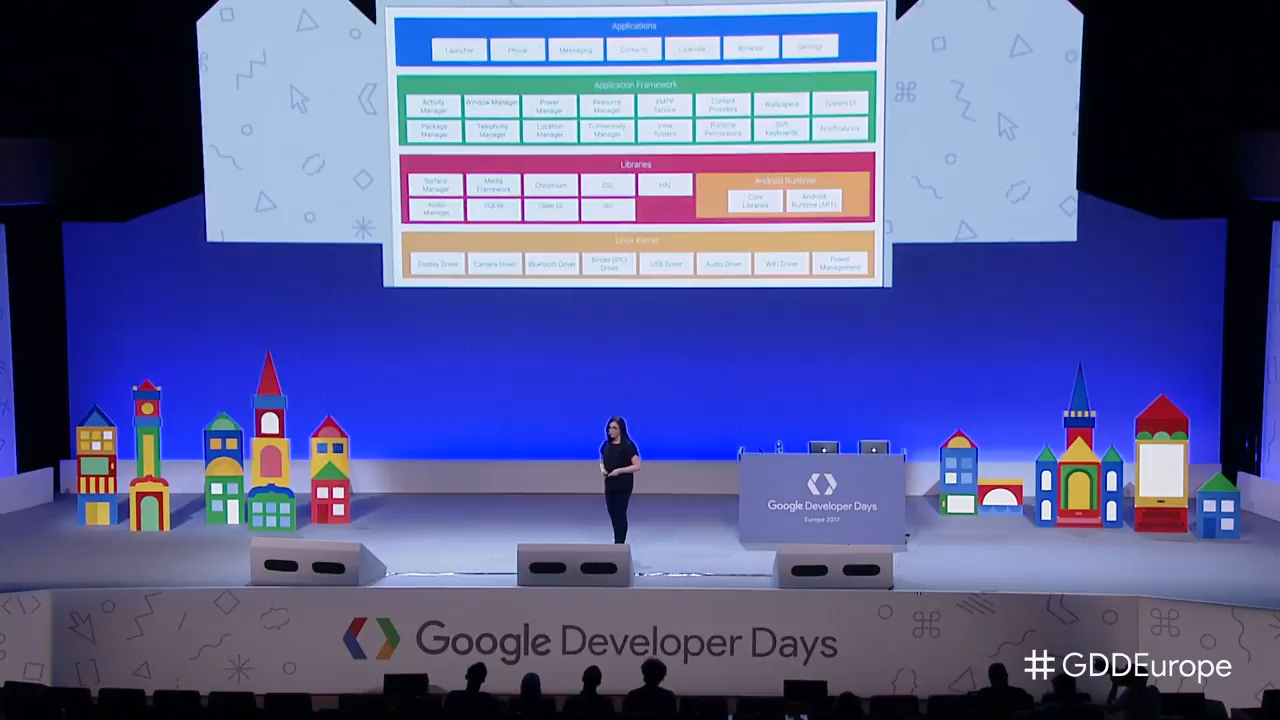 Applications
Launcher Phone Messaging Contacts Calendar Browser Settings
Application Framework
Activity Manager Window Manager Power Manager Resource Manager XMPP Service Content Providers Wallpapers System UI
Package Manager Telephony Manager Location Manager Connectivity Manager View System Runtime Permissions Soft Keyboards Notifications
Libraries
Surface Manager Media Framework Chromium SSL HAL
Android Runtime
Audio Manager SQLite Open GL
Core Libraries Android Runtime (ART)
Linux Kernel
Display Driver Camera Driver Bluetooth Driver Binder (IPC) Driver USB Driver Audio Driver WiFi Driver Power Management
Google Developer Days
Europe 2017
Google Developer Days
#GDDEurope